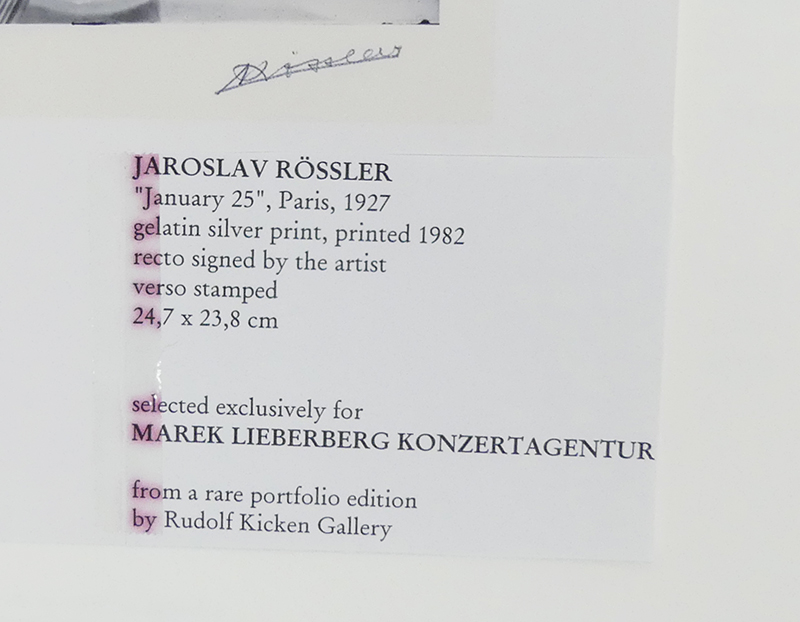 Rössler
JAROSLAV RÖSSLER
"January 25", Paris, 1927
gelatin silver print, printed 1982
recto signed by the artist
verso stamped
24,7 x 23,8 cm
selected exclusively for
MAREK LIEBERBERG KONZERTAGENTUR
from a rare portfolio edition
by Rudolf Kicken Gallery